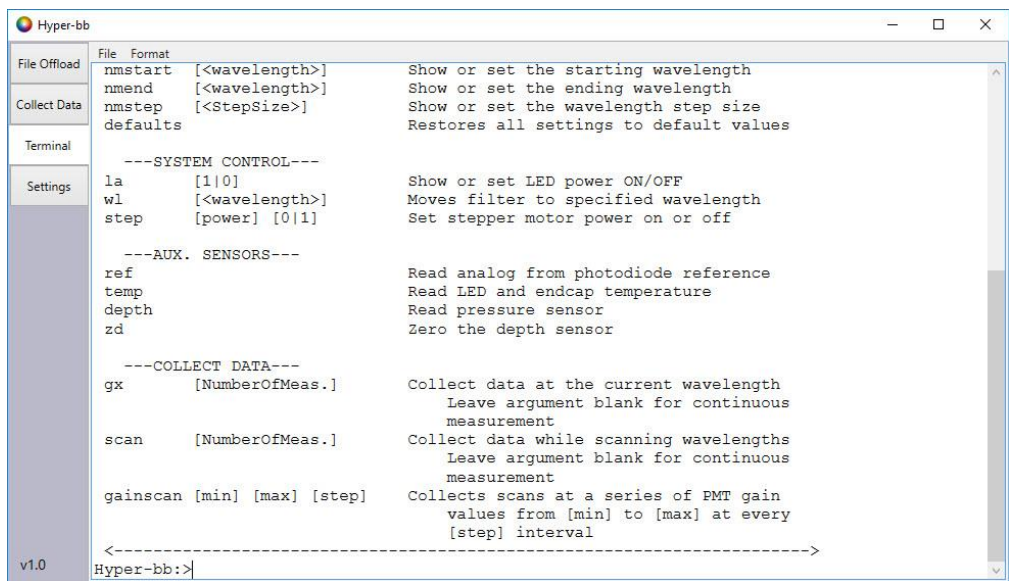 Hyper-bb
File Offload
Collect Data
Terminal
Settings
v1.0
File Format
nmstart [<wavelength>] Show or set the starting wavelength
nmend [<wavelength>] Show or set the ending wavelength
nmstep [<StepSize>] Show or set the wavelength step size
defaults Restores all settings to default values
---SYSTEM CONTROL---
la [1|0] Show or set LED power ON/OFF
wl [<wavelength>] Moves filter to specified wavelength
step [power] [0|1] Set stepper motor power on or off
---AUX. SENSORS---
ref Read analog from photodiode reference
temp Read LED and endcap temperature
depth Read pressure sensor
zd Zero the depth sensor
---COLLECT DATA---
gx [NumberOfMeas.] Collect data at the current wavelength
Leave argument blank for continuous
measurement
scan [NumberOfMeas.] Collect data while scanning wavelengths
Leave argument blank for continuous
measurement
gainscan [min] [max] [step] Collects scans at a series of PMT gain
values from [min] to [max] at every
[step] interval
<----------------------------------------------------------------------->
Hyper-bb:>